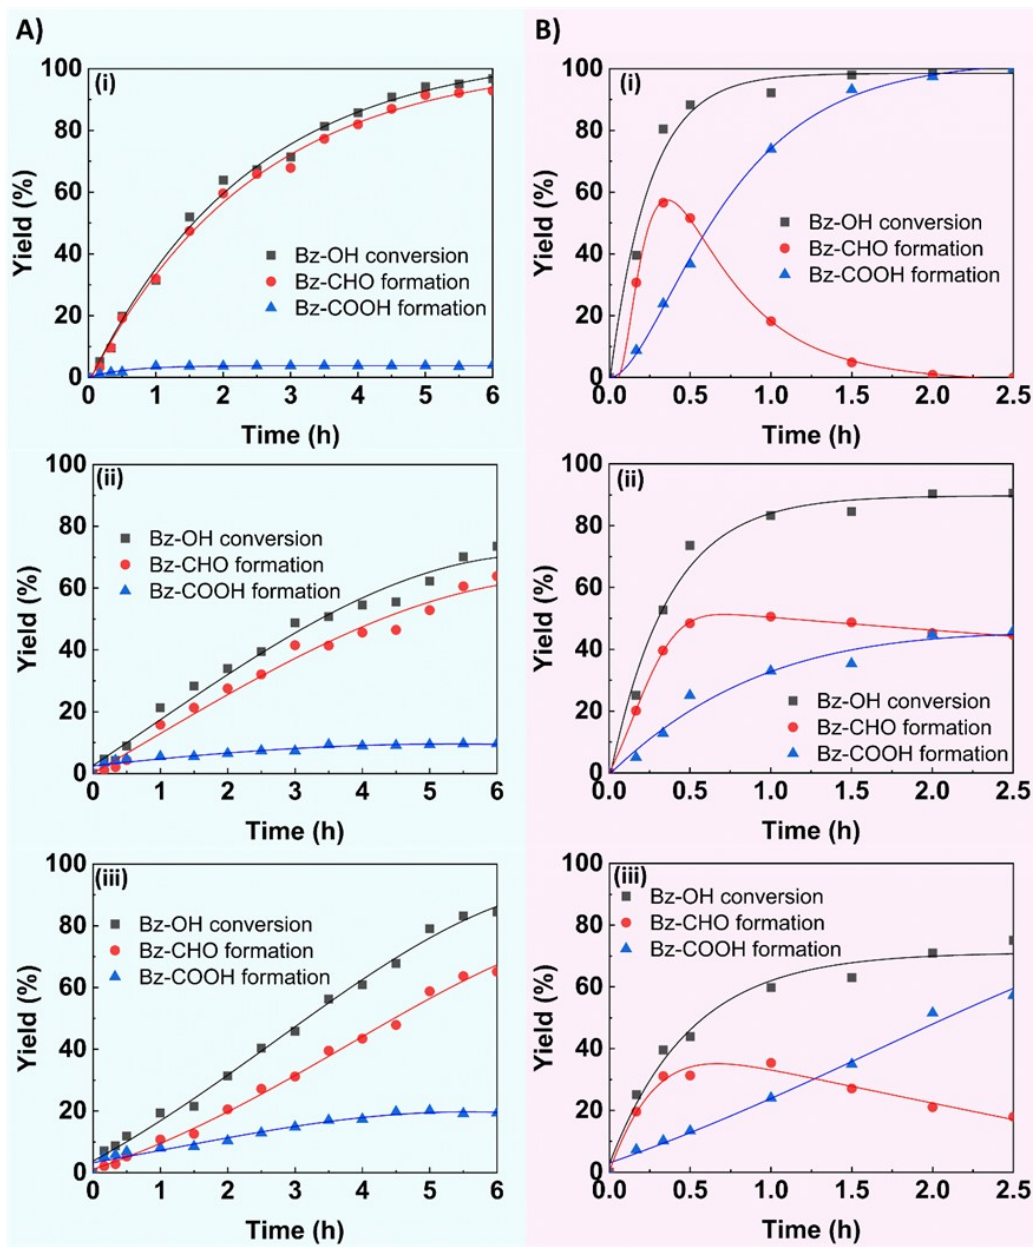 A)
B)
(i)
100
80
60
40
20
0
Yield (%)
Bz-OH conversion
Bz-CHO formation
Bz-COOH formation
0 1 2 3 4 5 6
Time (h)
(i)
100
80
60
40
20
0
Yield (%)
Bz-OH conversion
Bz-CHO formation
Bz-COOH formation
0.0 0.5 1.0 1.5 2.0 2.5
Time (h)
(ii)
100
80
60
40
20
0
Yield (%)
Bz-OH conversion
Bz-CHO formation
Bz-COOH formation
0 1 2 3 4 5 6
Time (h)
(ii)
100
80
60
40
20
0
Yield (%)
Bz-OH conversion
Bz-CHO formation
Bz-COOH formation
0.0 0.5 1.0 1.5 2.0 2.5
Time (h)
(iii)
100
80
60
40
20
0
Yield (%)
Bz-OH conversion
Bz-CHO formation
Bz-COOH formation
0 1 2 3 4 5 6
Time (h)
(iii)
100
80
60
40
20
0
Yield (%)
Bz-OH conversion
Bz-CHO formation
Bz-COOH formation
0.0 0.5 1.0 1.5 2.0 2.5
Time (h)